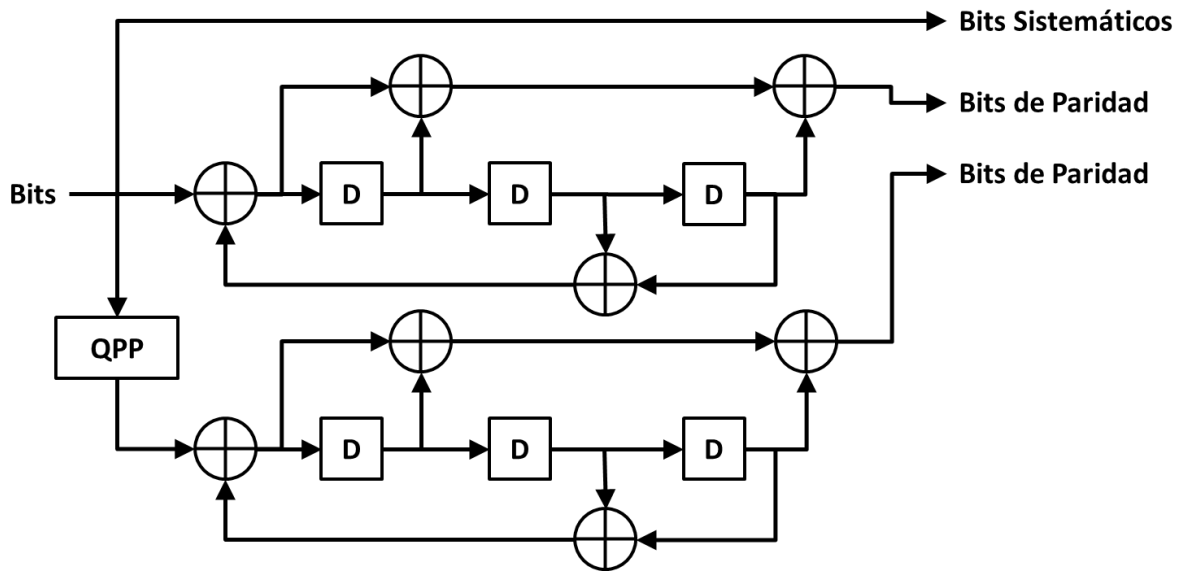 Bits Sistemáticos
Bits de Paridad
Bits de Paridad
Bits
D
D
D
QPP
D
D
D